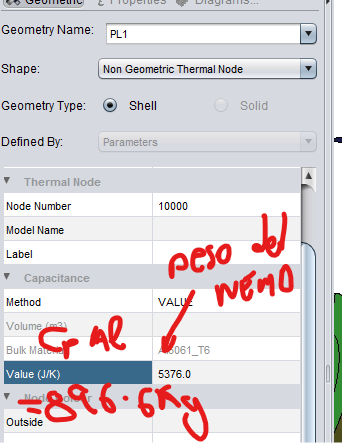 Geometric
Properties
Diagrams...
Geometry Name:
PL1
Shape:
Non Geometric Thermal Node
Geometry Type:
Shell
Solid
Defined By:
Parameters
Thermal Node
Node Number
10000
Model Name
Label
peso del
NEMO
Capacitance
Method
VALUE
Volume (m3)
Cp Al
Bulk Material
Al6061_T6
Value (J/K)
5376.0
=896·6Kg
Outside